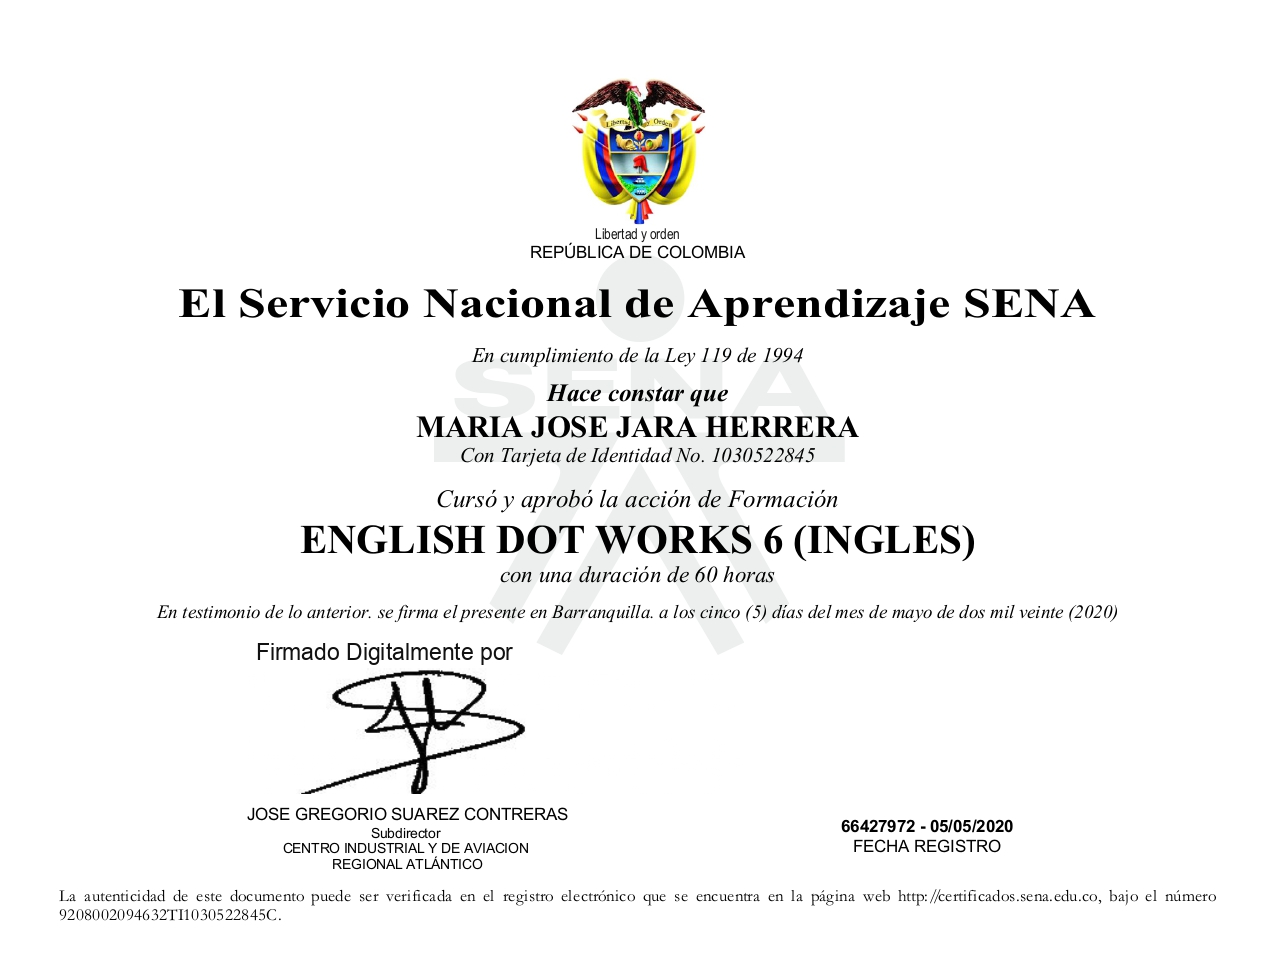 Libertad y Orden
Libertad y orden
REPÚBLICA DE COLOMBIA
El Servicio Nacional de Aprendizaje SENA
En cumplimiento de la Ley 119 de 1994
SENA
Hace constar que
MARIA JOSE JARA HERRERA
Con Tarjeta de Identidad No. 1030522845
Cursó y aprobó la acción de Formación
ENGLISH DOT WORKS 6 (INGLES)
con una duración de 60 horas
En testimonio de lo anterior. se firma el presente en Barranquilla. a los cinco (5) días del mes de mayo de dos mil veinte (2020)
Firmado Digitalmente por
JOSE GREGORIO SUAREZ CONTRERAS
Subdirector
CENTRO INDUSTRIAL Y DE AVIACION
REGIONAL ATLÁNTICO
66427972 - 05/05/2020
FECHA REGISTRO
La autenticidad de este documento puede ser verificada en el registro electrónico que se encuentra en la página web http://certificados.sena.edu.co, bajo el número
9208002094632TI1030522845C.